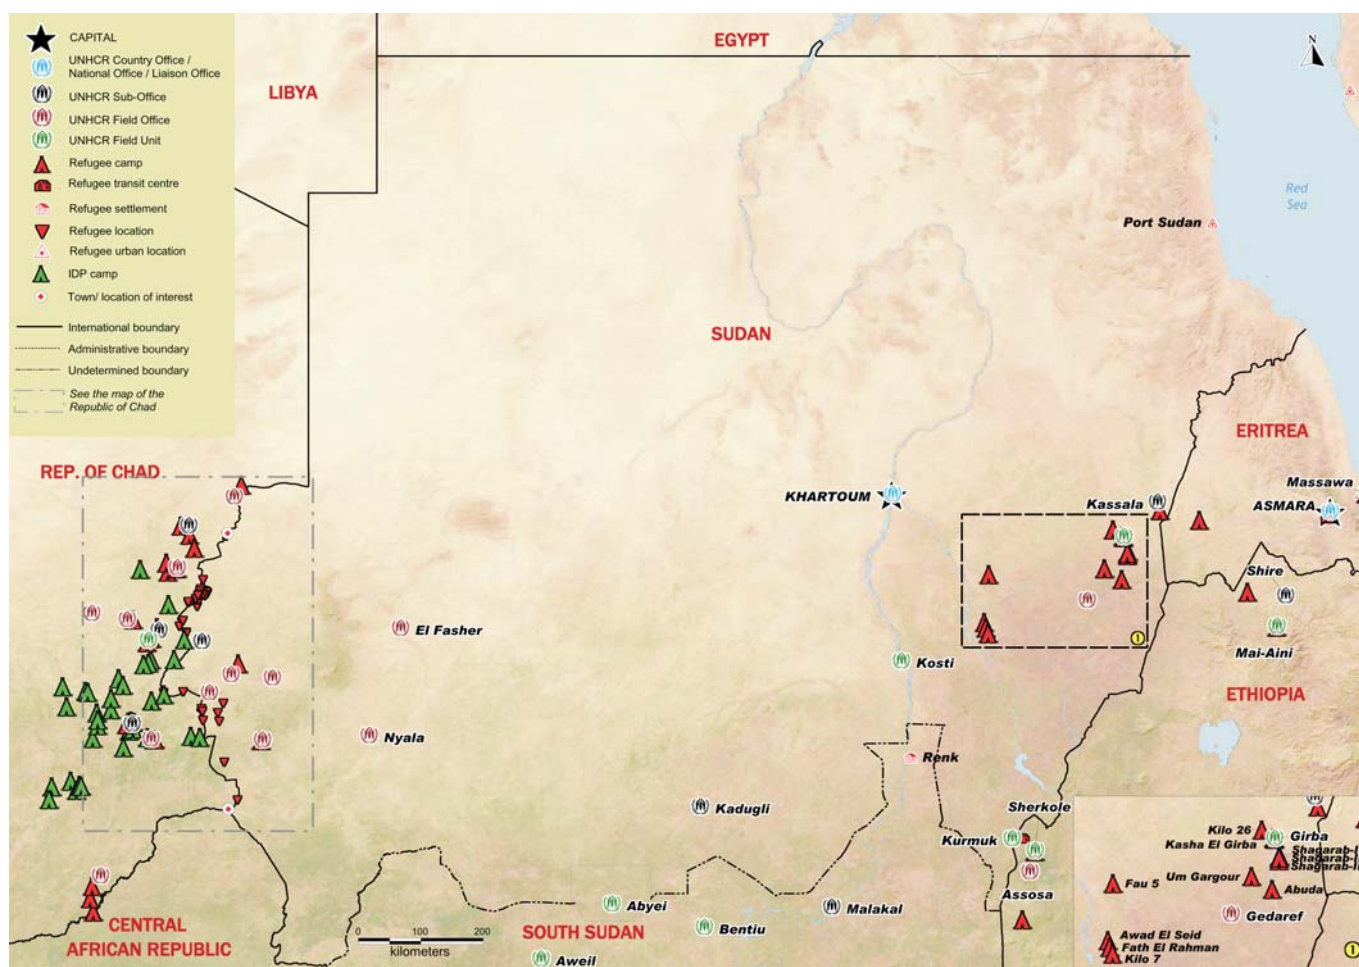 CAPITAL
UNHCR Country Office /
National Office / Liaison Office
UNHCR Sub-Office
UNHCR Field Office
UNHCR Field Unit
Refugee camp
Refugee transit centre
Refugee settlement
Refugee location
Refugee urban location
IDP camp
Town/ location of interest
International boundary
Administrative boundary
Undetermined boundary
See the map of the
Republic of Chad
EGYPT
LIBYA
N
Red
Sea
Port Sudan
SUDAN
ERITREA
REP. OF CHAD
Massawa
KHARTOUM
Kassala
ASMARA
Shire
El Fasher
1
Kosti
Mai-Aini
ETHIOPIA
Nyala
Renk
Kadugli
Sherkole
Kurmuk
Assosa
Abyei
Malakal
Bentiu
CENTRAL
AFRICAN REPUBLIC
SOUTH SUDAN
Aweil
0 100 200
kilometers
Kilo 26
Girba
Kasha El Girba
Shagarab-I
Shagarab-I
Shagarab-I
Um Gargour
Fau 5
Abuda
Gedaref
Awad El Seid
Fath El Rahman
Kilo 7
1